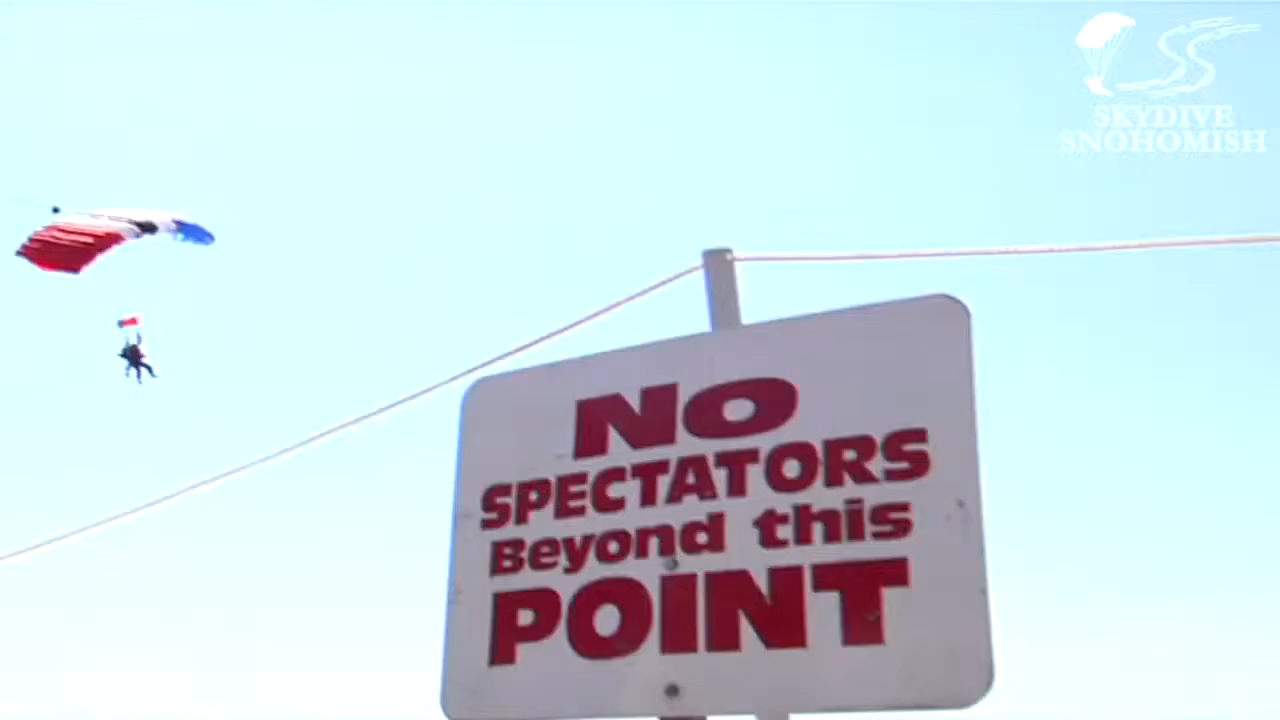 SKYDIVE
SNOHOMISH
NO
SPECTATORS
Beyond this
POINT